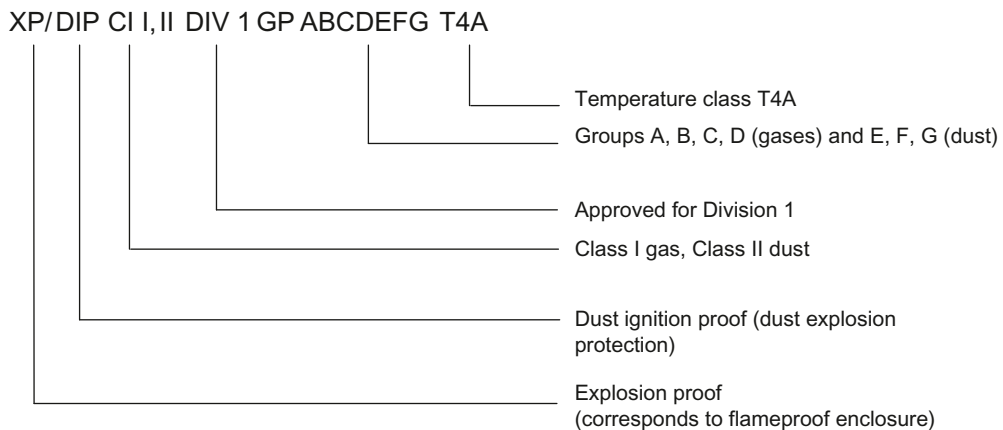 XP/DIP CI I, II DIV 1 GP ABCDEFG T4A
Temperature class T4A
Groups A, B, C, D (gases) and E, F, G (dust)
Approved for Division 1
Class I gas, Class II dust
Dust ignition proof (dust explosion
protection)
Explosion proof
(corresponds to flameproof enclosure)